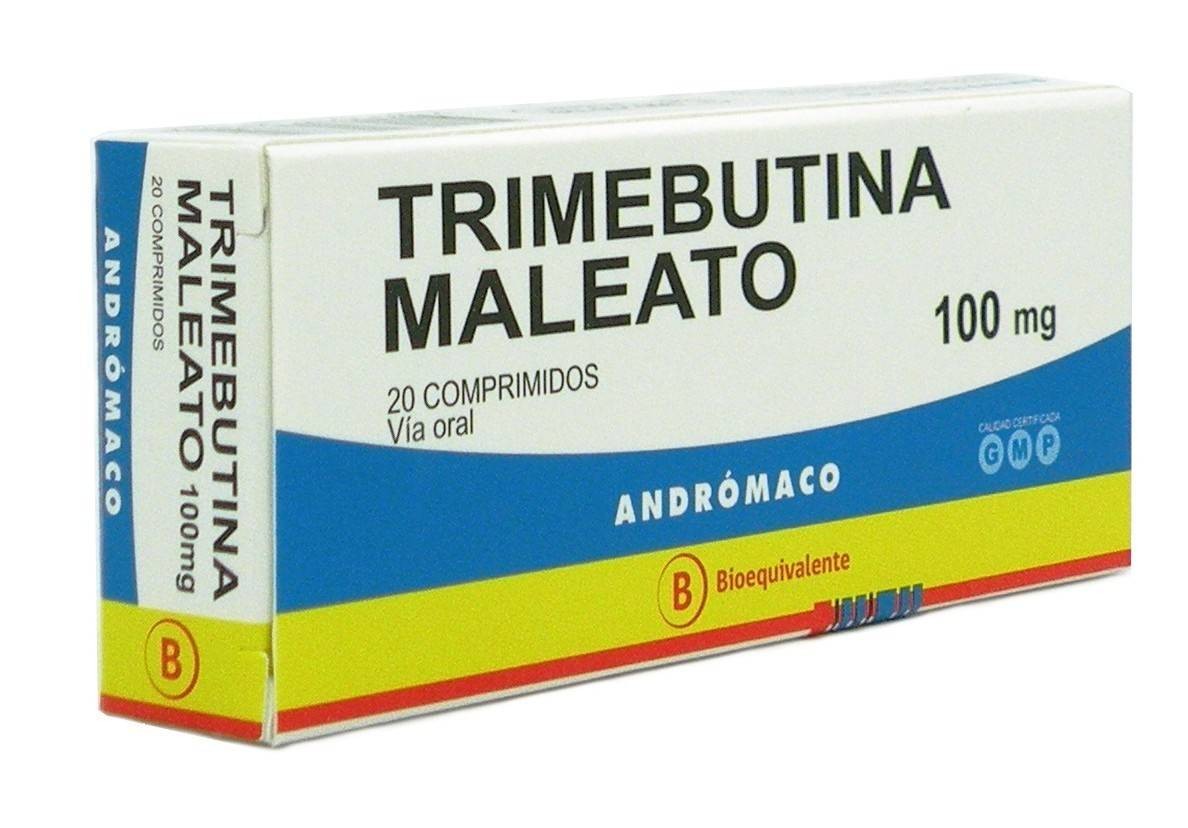 TRIMEBUTINA
MALEATO
100 mg
20 COMPRIMIDOS
Vía oral
CALIDAD CERTIFICADA
GMP
ANDRÓMACO
B Bioequivalente
TRIMEBUTINA
MALEATO 100mg
20 COMPRIMIDOS
ANDRÓMACO
B